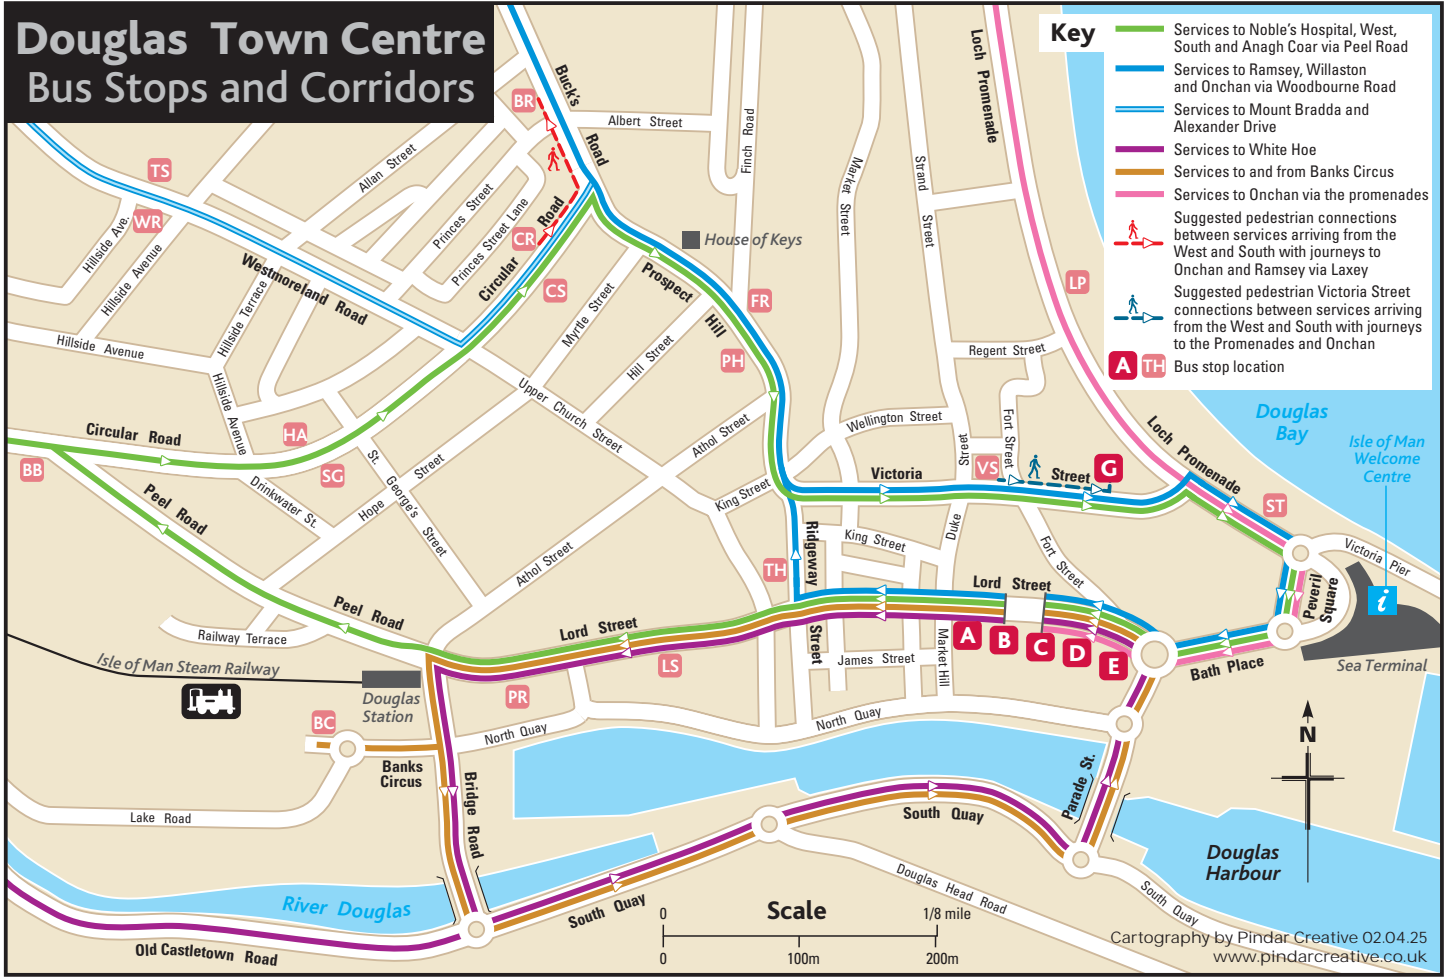 Douglas Town Centre
Bus Stops and Corridors
Key
Services to Noble's Hospital, West,
South and Anagh Coar via Peel Road
Services to Ramsey, Willaston
and Onchan via Woodbourne Road
Services to Mount Bradda and
Alexander Drive
Services to White Hoe
Services to and from Banks Circus
Services to Onchan via the promenades
Suggested pedestrian connections
between services arriving from the
West and South with journeys to
Onchan and Ramsey via Laxey
Suggested pedestrian Victoria Street
connections between services arriving
from the West and South with journeys
to the Promenades and Onchan
A TH Bus stop location
Buck's Road
BR
Albert Street
Finch Road
Loch Promenade
Market Street
Strand Street
TS
WR
Allan Street
Princes Street
Princes Street Lane
Circular Road
CR
CS
House of Keys
Hillside Ave.
Hillside Avenue
Hillside Terrace
Westmoreland Road
Prospect Hill
FR
LP
Hillside Avenue
Hillside Avenue
Myrtle Street
Hill Street
PH
Regent Street
Upper Church Street
Athol Street
Wellington Street
Fort Street
Loch Promenade
Douglas
Bay
Isle of Man
Welcome
Centre
Circular Road
BB
HA
SG
St. George's Street
Drinkwater St.
Hope Street
Peel Road
King Street
Victoria Street
Street
VS
G
ST
Victoria Pier
Peveril
Square
i
Ridgeway Street
King Street
Duke
Fort Street
TH
Athol Street
Lord Street
Peel Road
Railway Terrace
Lord Street
A
B
C
D
E
Bath Place
Sea Terminal
Isle of Man Steam Railway
Douglas
Station
LS
PR
James Street
Market Hill
North Quay
North Quay
BC
Banks
Circus
Lake Road
Bridge Road
Parade St.
South Quay
N
Douglas
Harbour
South Quay
Douglas Head Road
South Quay
River Douglas
Old Castletown Road
Scale
0
1/8 mile
0
100m
200m
Cartography by Pindar Creative 02.04.25
www.pindarcreative.co.uk